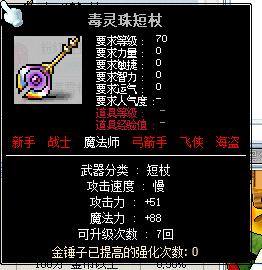 毒灵珠短杖
要求等级: 70
要求力量: 0
要求敏捷: 0
要求智力: 0
要求运气: 0
要求人气度: -
道具等级: -
道具经验值: -
新手 战士 魔法师 弓箭手 飞侠 海盗
武器分类: 短杖
攻击速度: 慢
攻击力: +51
魔法力: +88
可升级次数: 7回
金锤子已提高的强化次数: 0